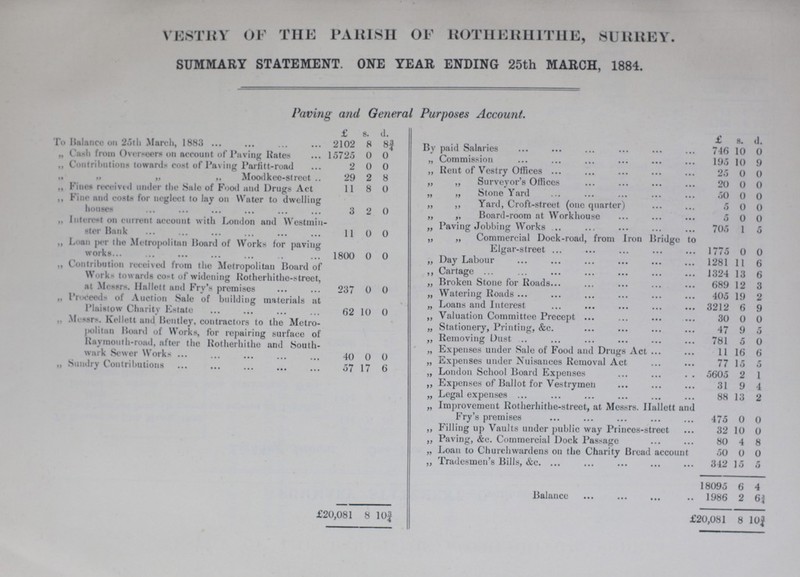 VESTRY OF THE PARISH OF ROTHERHITHE, SURREY.
SUMMARY STATEMENT. ONE YEAR ENDING 25th MARCH, 1884.
Paving and General Purposes Account.
£ s. d.
To Balance on 25th March, 1883 ... ... ... ... 2102 8 8¾
„ Cash from Overseers on account of Paving Rates ... 15725 0 0
„ Contributions towards cost of Paving Parfitt-road ... 2 0 0
„ „ „ „ Moodkee-street .. 29 2 8
„ Fines received under the Sale of Food and Drugs Act 11 8 0
„ Fine and costs for neglect to lay on Water to dwelling
houses ... ... ... ... ... ... ... 3 2 0
„ Interest on current account with London and Westmin-
ster Bank ... ... ... ... ... ... 11 0 0
„ Loan per the Metropolitan Board of Works for paving
works... ... ... ... ... ... ... 1800 0 0
„ Contribution received from the Metropolitan Board of
Works towards cost of widening Rotherhithe-street,
at Messrs. Hallett and Fry's premises ... ... 237 0 0
„ Proceeds of Auction Sale of building materials at
Plaistow Charity Estate ... ... ... ... 62 10 0
„ Messrs. Kellett and Bentley, contractors to the Metro-
politan Board of Works, for repairing surface of
Raymouth-road, after the Rotherhithe and South-
wark Sewer Works ... ... ... ... ... 40 0 0
„ Sundry Contributions ... ... ... ... ... 57 17 6
£20,081 8 10¾
£ s. d.
By paid Salaries ... ... ... ... ... ... ... 746 10 0
„ Commission ... ... ... ... ... ... ... 195 10 9
„ Rent of Vestry Offices ... ... ... ... ... ... 25 0 0
„ „ Surveyor's Offices ... ... ... ... ... 20 0 0
„ „ Stone Yard ... ... ... ... ... ... 50 0 0
„ „ Yard, Croft-street (one quarter) ... ... ... 5 0 0
„ „ Board-room at Workhouse ... ... ... 5 0 0
„ Paving Jobbing Works ... ... ... ... ... ... 705 1 5
„ „ Commercial Dock-road, from Iron Bridge to
Elgar-street ... ... ... ... ... ... 1775 0 0
„ Day Labour ... ... ... ... ... ... ... 1281 11 6
„ Cartage ... ... ... ... ... ... ... ... 1324 13 6
„ Broken Stone for Roads... ... ... ... ... ... 689 12 3
„ Watering Roads ... ... ... ... ... ... ... 405 19 2
„ Loans and Interest ... ... ... ... ... ... 3212 6 9
„ Valuation Committee Precept ... ... ... ... ... 30 0 0
„ Stationery, Printing, &c. ... ... ... ... ... 47 9 5
„ Removing Dust ... ... ... ... ... ... ... 781 5 0
„ Expenses under Sale of Food and Drugs Act ... ... 11 16 6
„ Expenses under Nuisances Removal Act ... ... 77 15 5
„ London School Board Expenses ... ... ... 5605 2 1
„ Expenses of Ballot for Vestrymen ... ... ... 31 9 4
„ Legal expenses ... ... ... ... ... ... ... 88 13 2
„ Improvement Rotherhithe-street, at Messrs. Hallett and
Fry's premises ... ... ... ... ... ... 475 0 0
„ Filling up Vaults under public way Princes-street ... 32 10 0
„ Paving, &c. Commercial Dock Passage ... ... 80 4 8
„ Loan to Churchwardens on the Charity Bread account 50 0 0
„ Tradesmen's Bills, &c. ... ... ... ... ... ... 342 15 5
18095 6 4
Balance ... ... ... ... .. 1986 2 6¾
£20,081 8 10¾